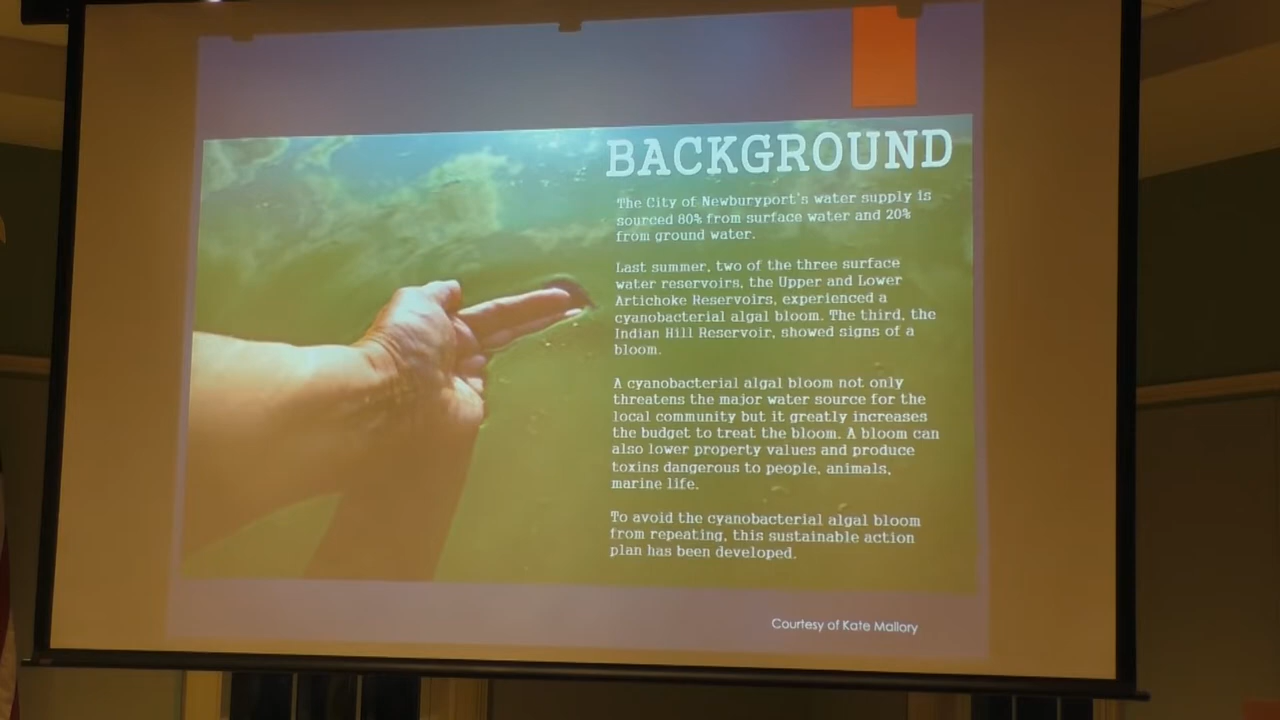 BACKGROUND
The City of Newburyport's water supply is
sourced 80% from surface water and 20%
from ground water.
Last summer, two of the three surface
water reservoirs, the Upper and Lower
Artichoke Reservoirs, experienced a
cyanobacterial algal bloom. The third, the
Indian Hill Reservoir, showed signs of a
bloom.
A cyanobacterial algal bloom not only
threatens the major water source for the
local community but it greatly increases
the budget to treat the bloom. A bloom can
also lower property values and produce
toxins dangerous to people, animals,
marine life.
To avoid the cyanobacterial algal bloom
from repeating, this sustainable action
plan has been developed.
Courtesy of Kate Mallory